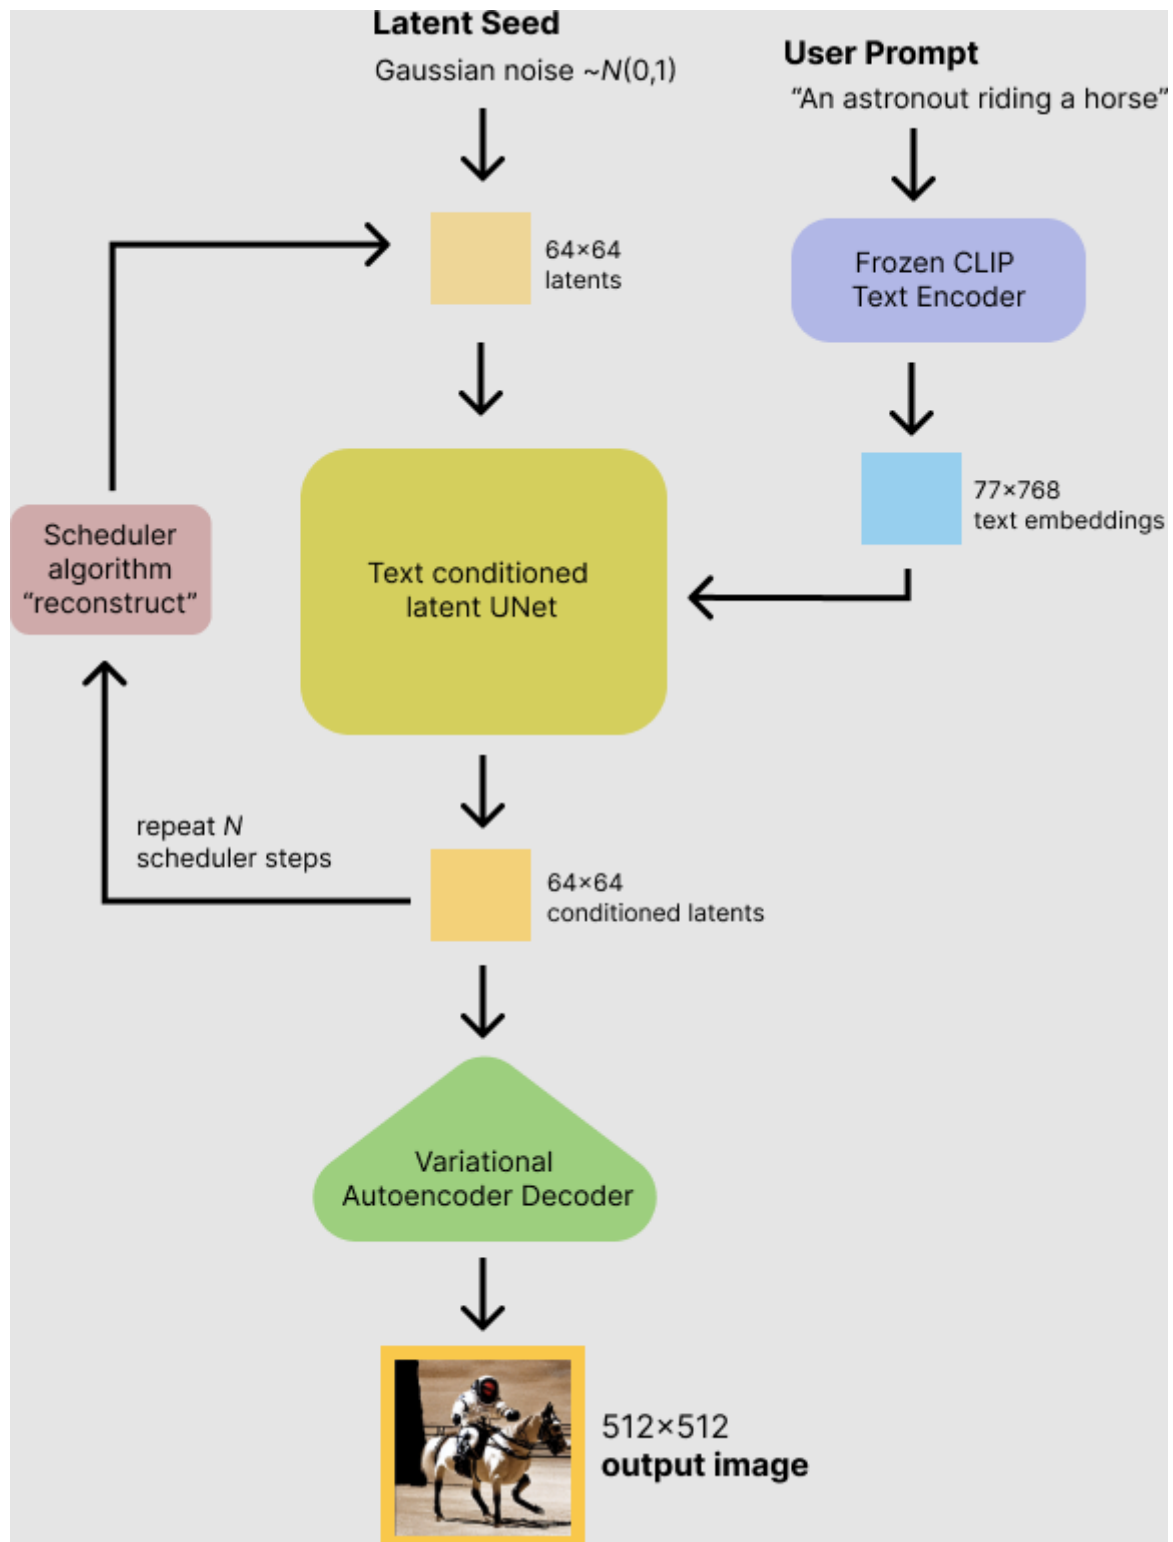 Latent Seed
Gaussian noise ~N(0,1)
User Prompt
“An astronout riding a horse”
64×64
latents
Frozen CLIP
Text Encoder
77×768
text embeddings
Scheduler
algorithm
“reconstruct”
Text conditioned
latent UNet
repeat N
scheduler steps
64×64
conditioned latents
Variational
Autoencoder Decoder
512×512
output image